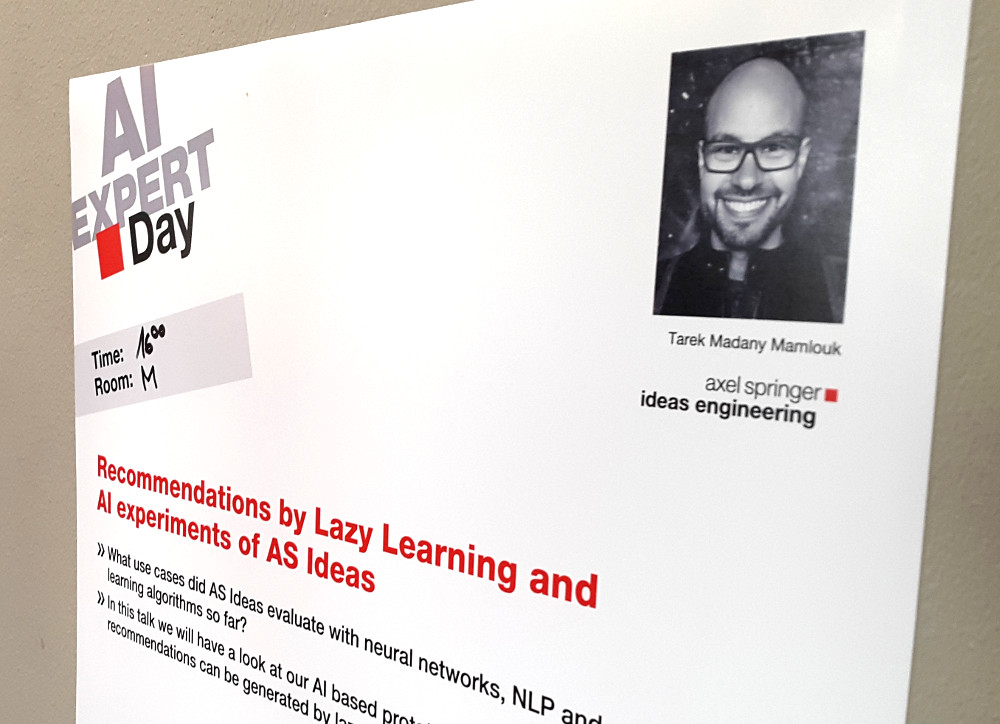 AI
EXPERT
Day
Time: 16⁰⁰
Room: M
Tarek Madany Mamlouk
axel springer
ideas engineering
Recommendations by Lazy Learning and
AI experiments of AS Ideas
» What use cases did AS Ideas evaluate with neural networks, NLP and
learning algorithms so far?
» In this talk we will have a look at our AI based
recommendations can be generated by